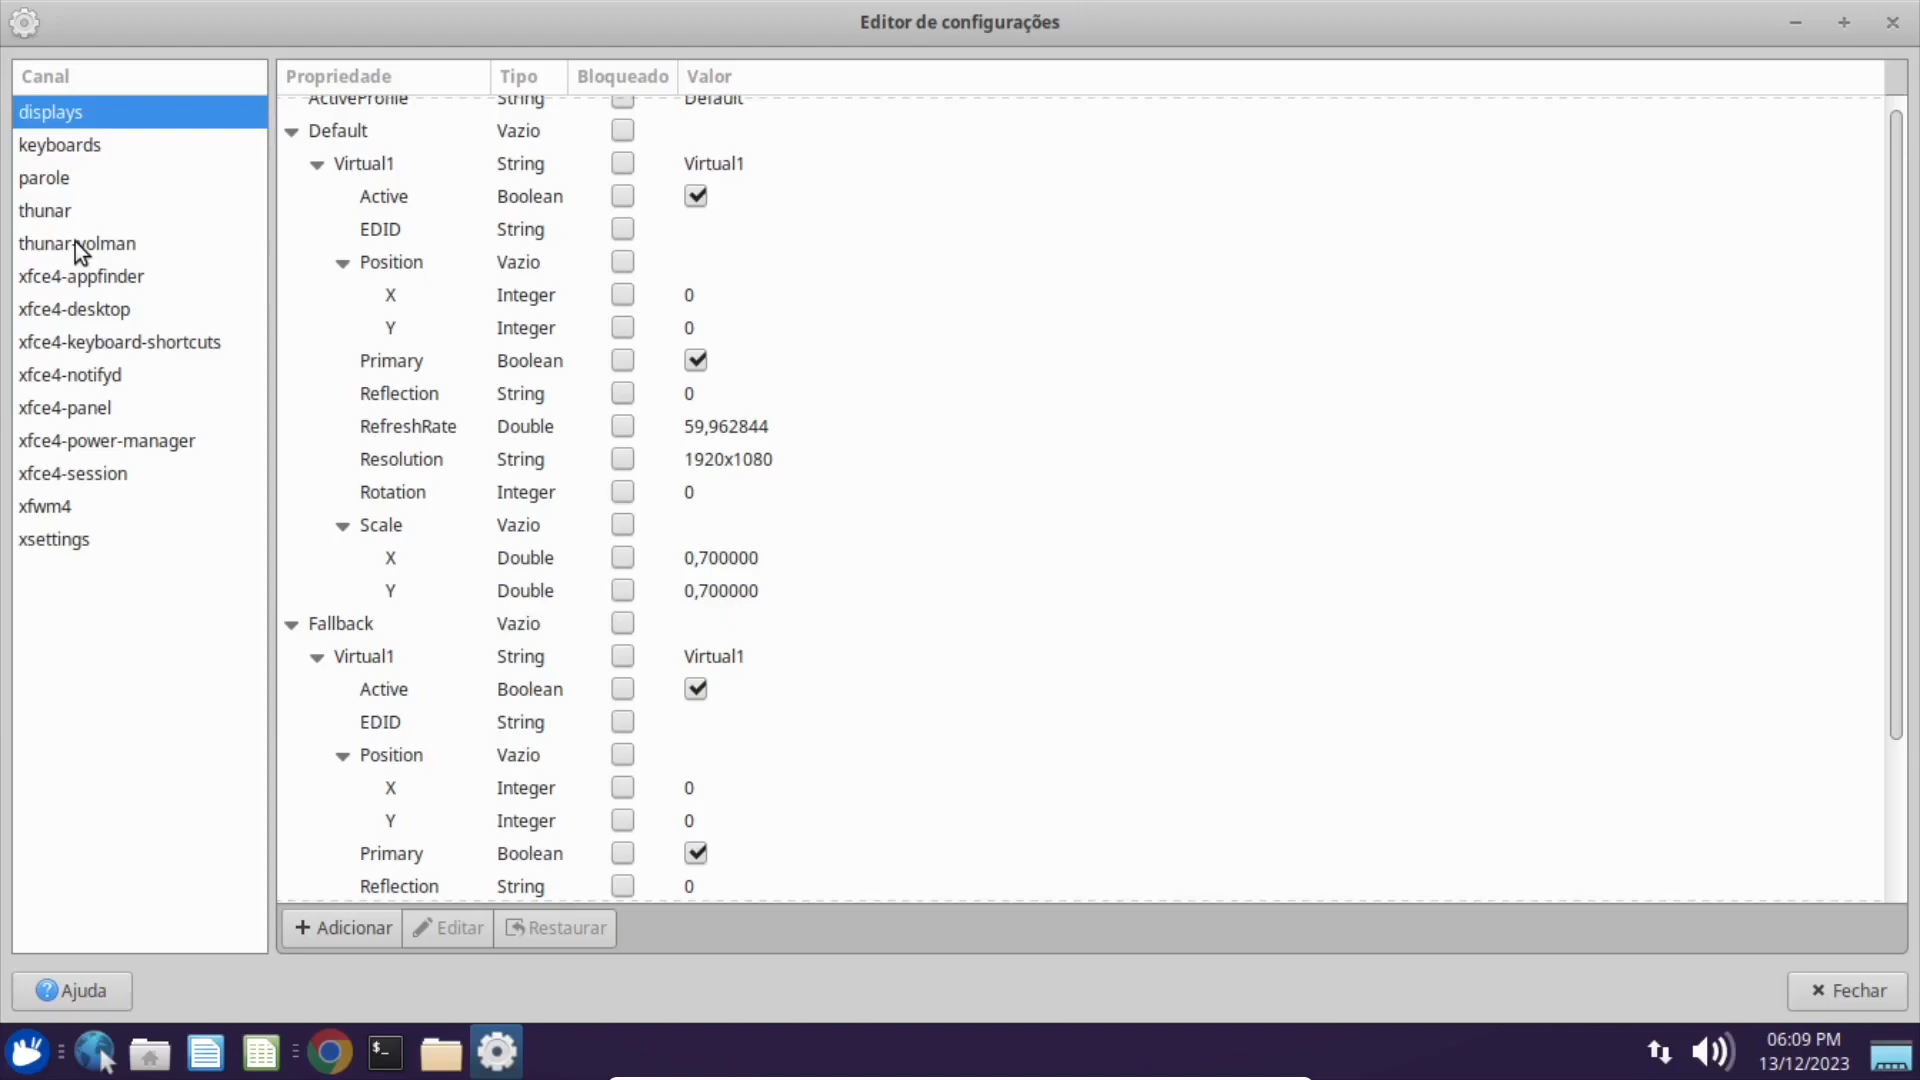 Editor de configurações
Canal
displays
keyboards
parole
thunar
thunar-volman
xfce4-appfinder
xfce4-desktop
xfce4-keyboard-shortcuts
xfce4-notifyd
xfce4-panel
xfce4-power-manager
xfce4-session
xfwm4
xsettings
Propriedade Tipo Bloqueado Valor
ActiveProfile String Default
Default Vazio
Virtual1 String Virtual1
Active Boolean
EDID String
Position Vazio
X Integer 0
Y Integer 0
Primary Boolean
Reflection String 0
RefreshRate Double 59,962844
Resolution String 1920x1080
Rotation Integer 0
Scale Vazio
X Double 0,700000
Y Double 0,700000
Fallback Vazio
Virtual1 String Virtual1
Active Boolean
EDID String
Position Vazio
X Integer 0
Y Integer 0
Primary Boolean
Reflection String 0
Adicionar Editar Restaurar
Ajuda
Fechar
06:09 PM
13/12/2023